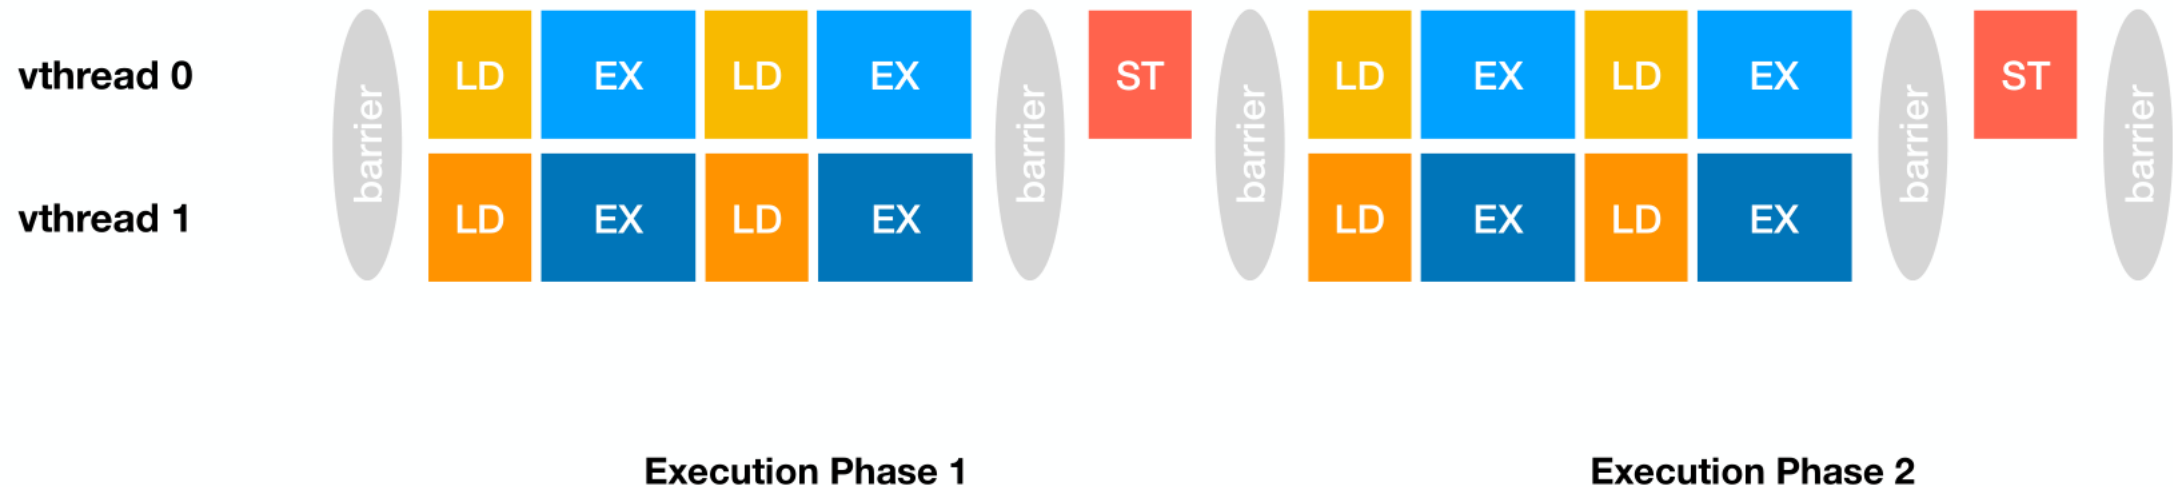 vthread 0
barrier
LD EX LD EX
barrier
ST
barrier
LD EX LD EX
barrier
ST
barrier
vthread 1
LD EX LD EX
LD EX LD EX
Execution Phase 1
Execution Phase 2